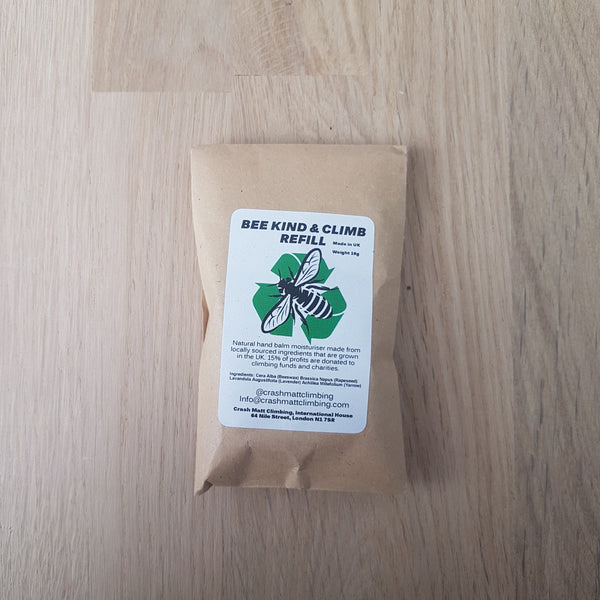 BEE KIND & CLIMB
REFILL
Made in UK
Weight 16g
Natural hand balm moisturiser made from
locally sourced ingredients that are grown
in the UK. 15% of profits are donated to
climbing funds and charities.
Ingredients: Cera Alba (Beeswax) Brassica Napus (Rapeseed)
Lavandula Augustifolia (Lavender) Achillea Millefolium (Yarrow)
@crashmattclimbing
Info@crashmattclimbing.com
Crash Matt Climbing, International House
64 Nile Street, London N1 7SR